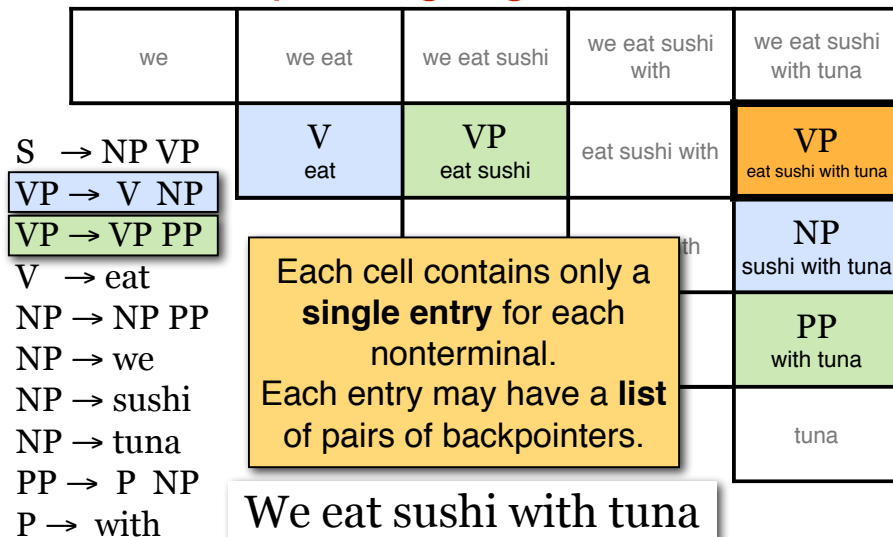 we
we eat
we eat sushi
we eat sushi
with
we eat sushi
with tuna
V
eat
VP
eat sushi
eat sushi with
VP
eat sushi with tuna
NP
sushi with tuna
PP
with tuna
tuna
S → NP VP
VP → V NP
VP → VP PP
V → eat
NP → NP PP
NP → we
NP → sushi
NP → tuna
PP → P NP
P → with
Each cell contains only a
single entry for each
nonterminal.
Each entry may have a list
of pairs of backpointers.
We eat sushi with tuna